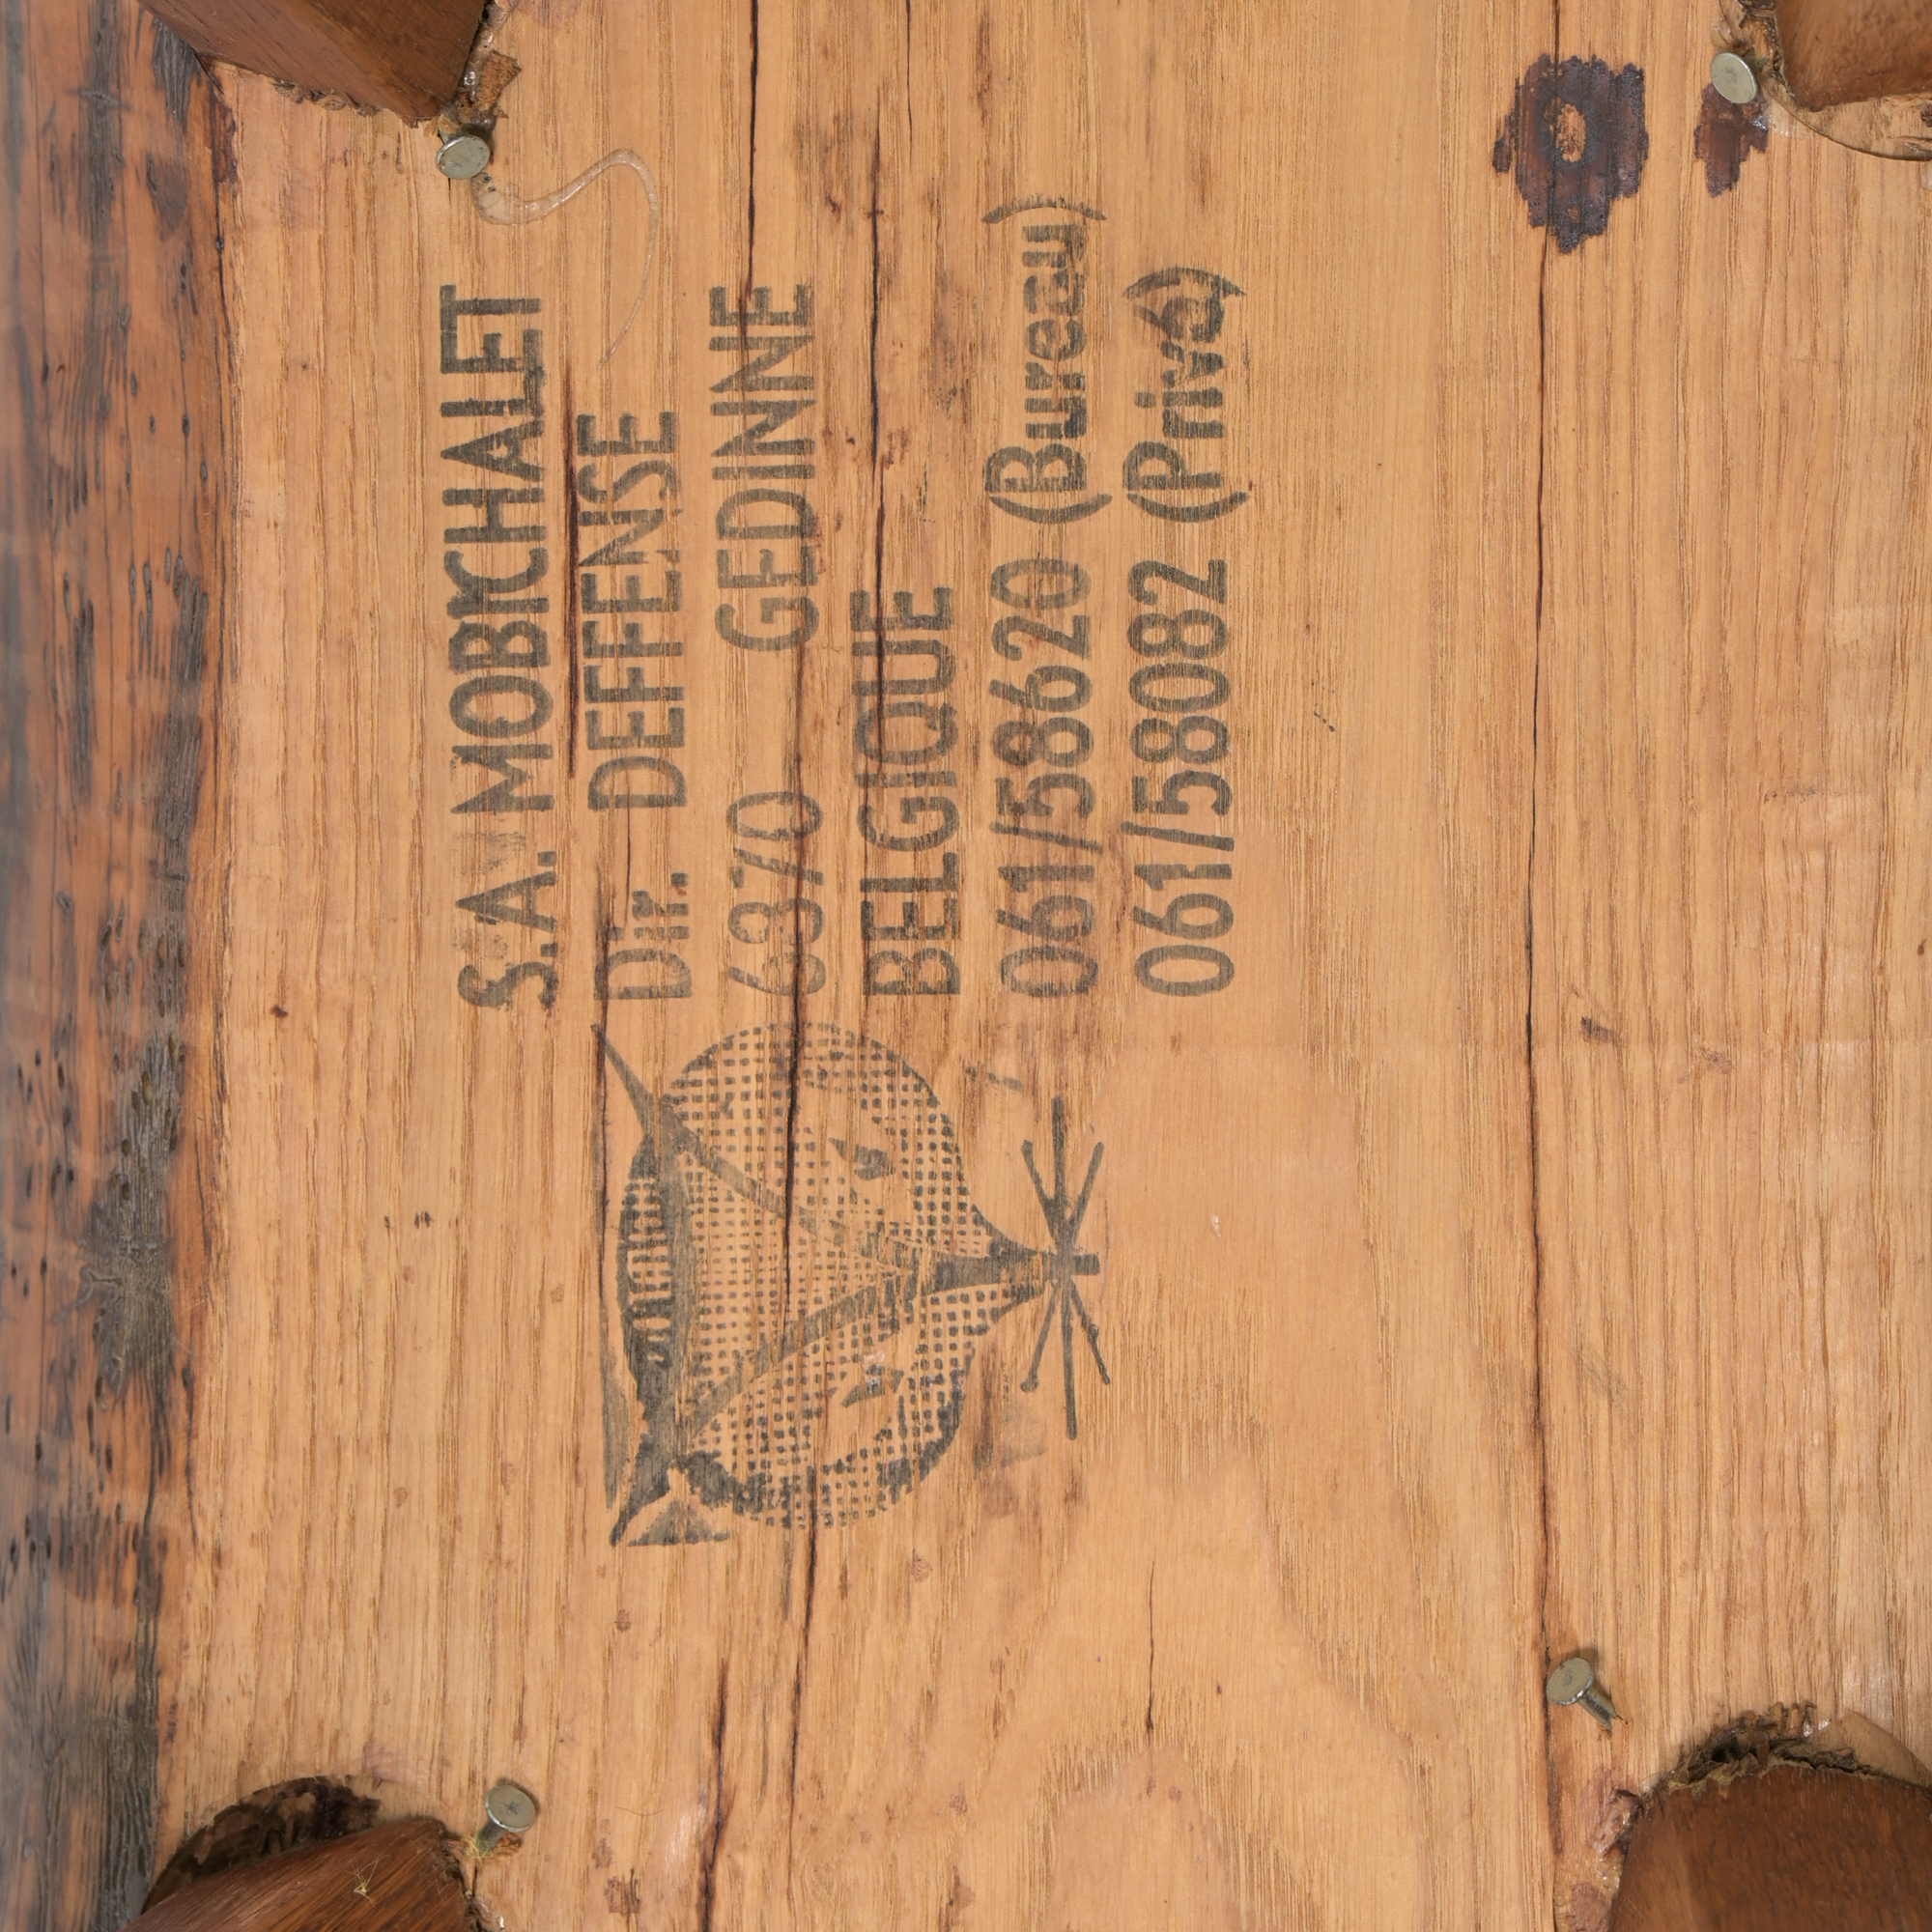 S.A. MOBICHALET
Dir. DEFFENSE
6370 GEDINNE
BELGIQUE
061/58620 (Bureau)
061/58082 (Privé)